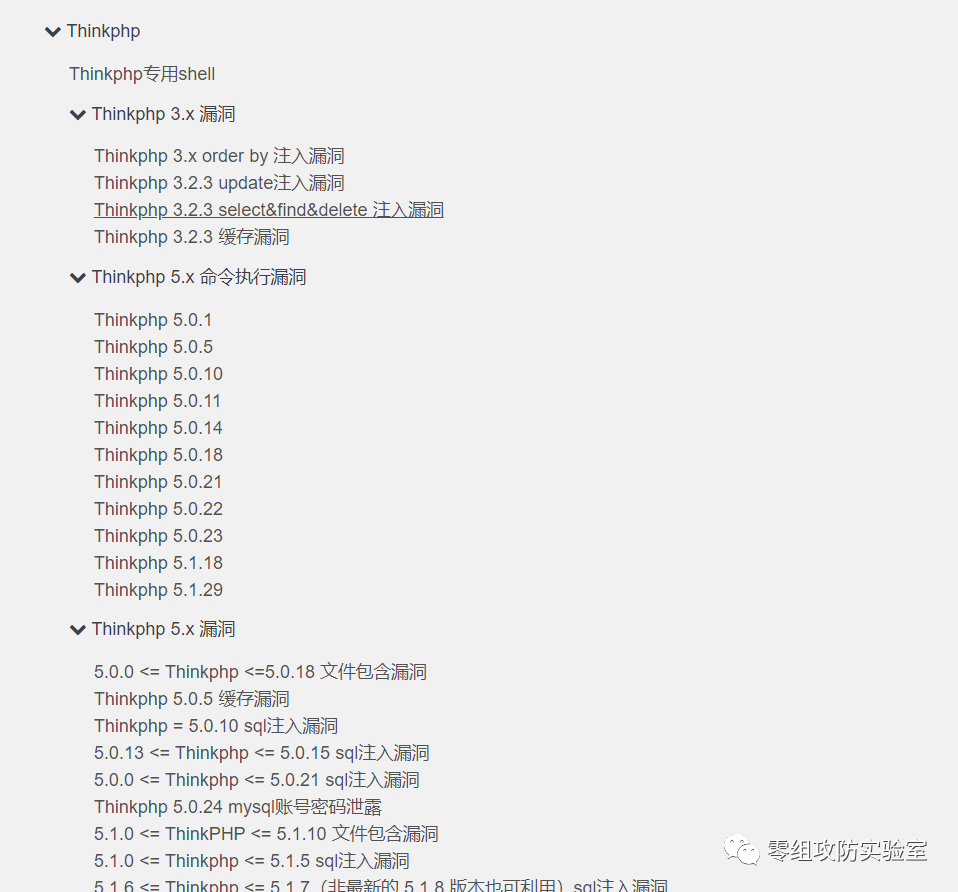 Thinkphp
Thinkphp专用shell
Thinkphp 3.x 漏洞
Thinkphp 3.x order by 注入漏洞
Thinkphp 3.2.3 update注入漏洞
Thinkphp 3.2.3 select&find&delete 注入漏洞
Thinkphp 3.2.3 缓存漏洞
Thinkphp 5.x 命令执行漏洞
Thinkphp 5.0.1
Thinkphp 5.0.5
Thinkphp 5.0.10
Thinkphp 5.0.11
Thinkphp 5.0.14
Thinkphp 5.0.18
Thinkphp 5.0.21
Thinkphp 5.0.22
Thinkphp 5.0.23
Thinkphp 5.1.18
Thinkphp 5.1.29
Thinkphp 5.x 漏洞
5.0.0 <= Thinkphp <=5.0.18 文件包含漏洞
Thinkphp 5.0.5 缓存漏洞
Thinkphp = 5.0.10 sql注入漏洞
5.0.13 <= Thinkphp <= 5.0.15 sql注入漏洞
5.0.0 <= Thinkphp <= 5.0.21 sql注入漏洞
Thinkphp 5.0.24 mysql账号密码泄露
5.1.0 <= ThinkPHP <= 5.1.10 文件包含漏洞
5.1.0 <= Thinkphp <= 5.1.5 sql注入漏洞
5.1.6 <= Thinkphp <= 5.1.7（非最新的 5.1.8 版本也可利用）sql注入漏洞
零组攻防实验室